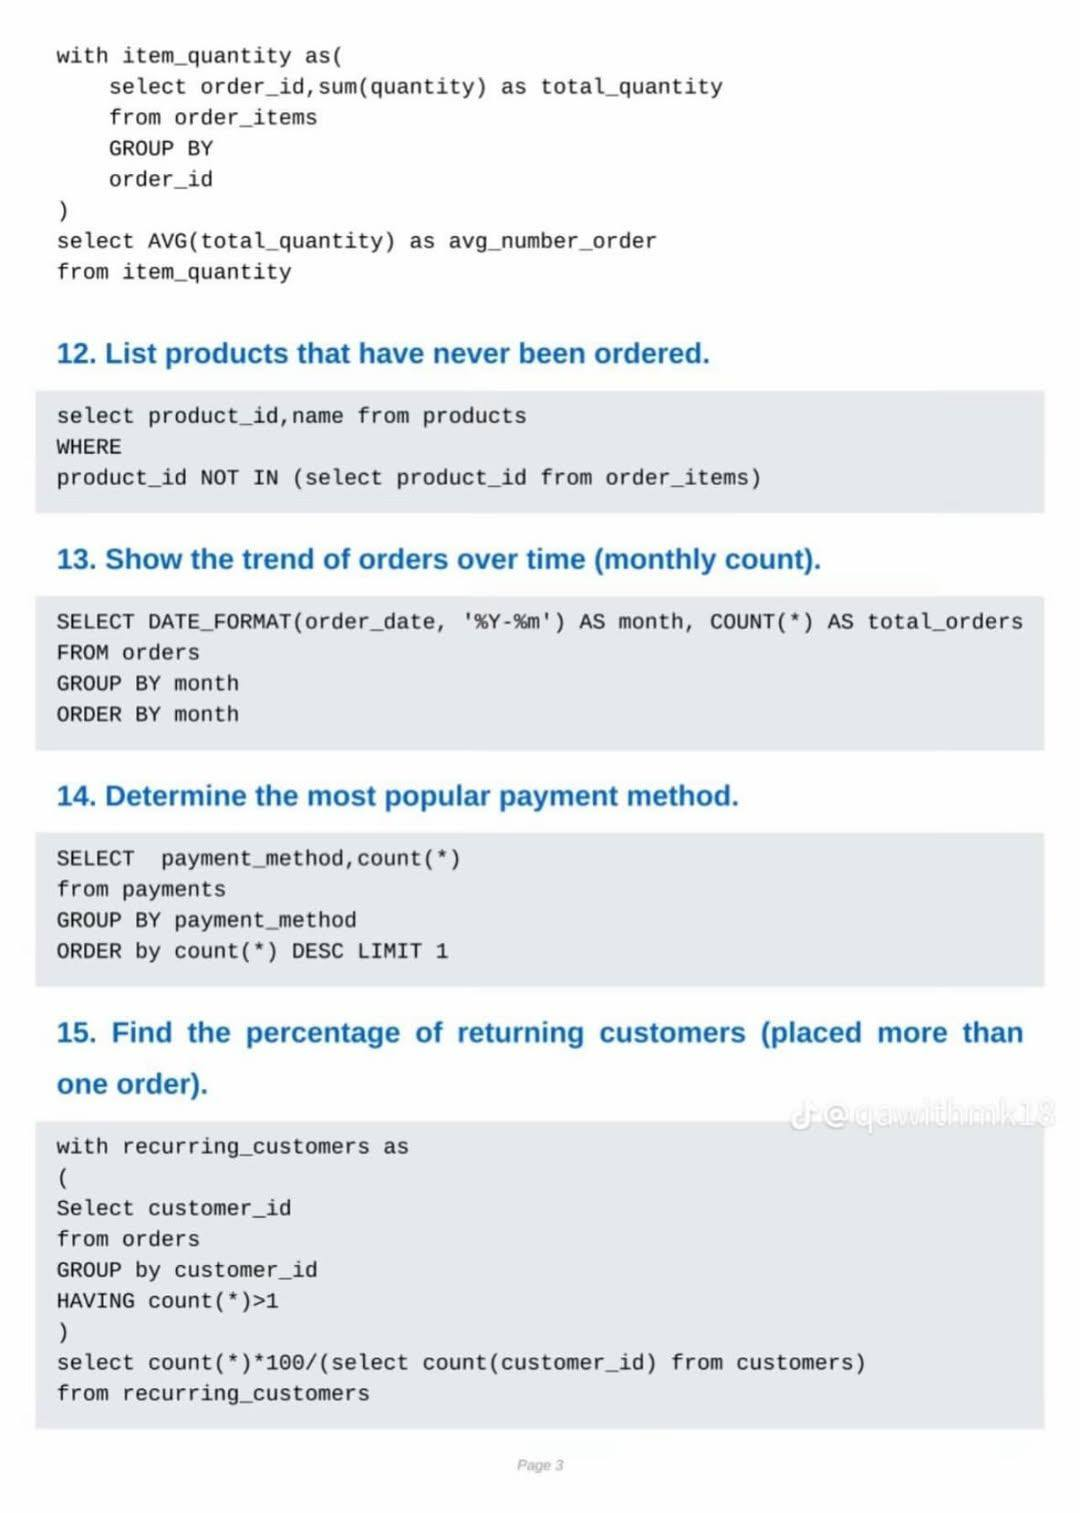 with item_quantity as(
    select order_id,sum(quantity) as total_quantity
    from order_items
    GROUP BY
    order_id
)
select AVG(total_quantity) as avg_number_order
from item_quantity
12. List products that have never been ordered.
select product_id,name from products
WHERE
product_id NOT IN (select product_id from order_items)
13. Show the trend of orders over time (monthly count).
SELECT DATE_FORMAT(order_date, '%Y-%m') AS month, COUNT(*) AS total_orders
FROM orders
GROUP BY month
ORDER BY month
14. Determine the most popular payment method.
SELECT  payment_method,count(*)
from payments
GROUP BY payment_method
ORDER by count(*) DESC LIMIT 1
15. Find the percentage of returning customers (placed more than
one order).
@qawithmk18
with recurring_customers as
(
Select customer_id
from orders
GROUP by customer_id
HAVING count(*)>1
)
select count(*)*100/(select count(customer_id) from customers)
from recurring_customers
Page 3